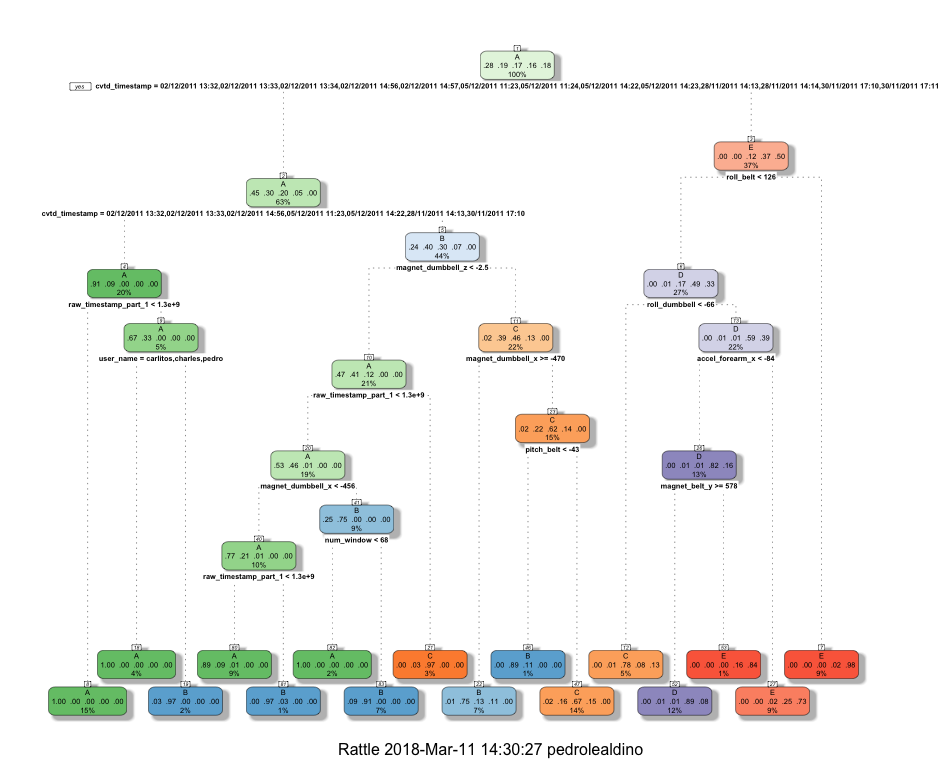 1
A
.28 .19 .17 .16 .18
100%
yes
cvtd_timestamp = 02/12/2011 13:32,02/12/2011 13:33,02/12/2011 13:34,02/12/2011 14:56,02/12/2011 14:57,05/12/2011 11:23,05/12/2011 11:24,05/12/2011 14:22,05/12/2011 14:23,28/11/2011 14:13,28/11/2011 14:14,30/11/2011 17:10,30/11/2011 17:11
3
E
.00 .00 .12 .37 .50
37%
roll_belt < 126
2
A
.45 .30 .20 .05 .00
63%
cvtd_timestamp = 02/12/2011 13:32,02/12/2011 13:33,02/12/2011 14:56,05/12/2011 11:23,05/12/2011 14:22,28/11/2011 14:13,30/11/2011 17:10
5
B
.24 .40 .30 .07 .00
44%
magnet_dumbbell_z < -2.5
4
A
.91 .09 .00 .00 .00
20%
raw_timestamp_part_1 < 1.3e+9
6
D
.00 .01 .17 .49 .33
27%
roll_dumbbell < -66
9
A
.67 .33 .00 .00 .00
5%
user_name = carlitos,charles,pedro
11
C
.02 .39 .46 .13 .00
22%
magnet_dumbbell_x >= -470
13
D
.00 .01 .01 .59 .39
22%
accel_forearm_x < -84
10
A
.47 .41 .12 .00 .00
21%
raw_timestamp_part_1 < 1.3e+9
23
C
.02 .22 .62 .14 .00
15%
pitch_belt < -43
20
A
.53 .46 .01 .00 .00
19%
magnet_dumbbell_x < -456
26
D
.00 .01 .01 .82 .16
13%
magnet_belt_y >= 578
41
B
.25 .75 .00 .00 .00
9%
num_window < 68
40
A
.77 .21 .01 .00 .00
10%
raw_timestamp_part_1 < 1.3e+9
18
A
1.00 .00 .00 .00 .00
4%
80
A
.89 .09 .01 .00 .00
9%
82
A
1.00 .00 .00 .00 .00
2%
21
C
.00 .03 .97 .00 .00
3%
46
B
.00 .89 .11 .00 .00
1%
12
C
.00 .01 .78 .08 .13
5%
53
E
.00 .00 .00 .16 .84
1%
7
E
.00 .00 .00 .02 .98
9%
8
A
1.00 .00 .00 .00 .00
15%
19
B
.03 .97 .00 .00 .00
2%
81
B
.00 .97 .03 .00 .00
1%
83
B
.09 .91 .00 .00 .00
7%
22
B
.01 .75 .13 .11 .00
7%
47
C
.02 .16 .67 .15 .00
14%
52
D
.00 .01 .01 .89 .08
12%
27
E
.00 .00 .02 .25 .73
9%
Rattle 2018-Mar-11 14:30:27 pedrolealdino